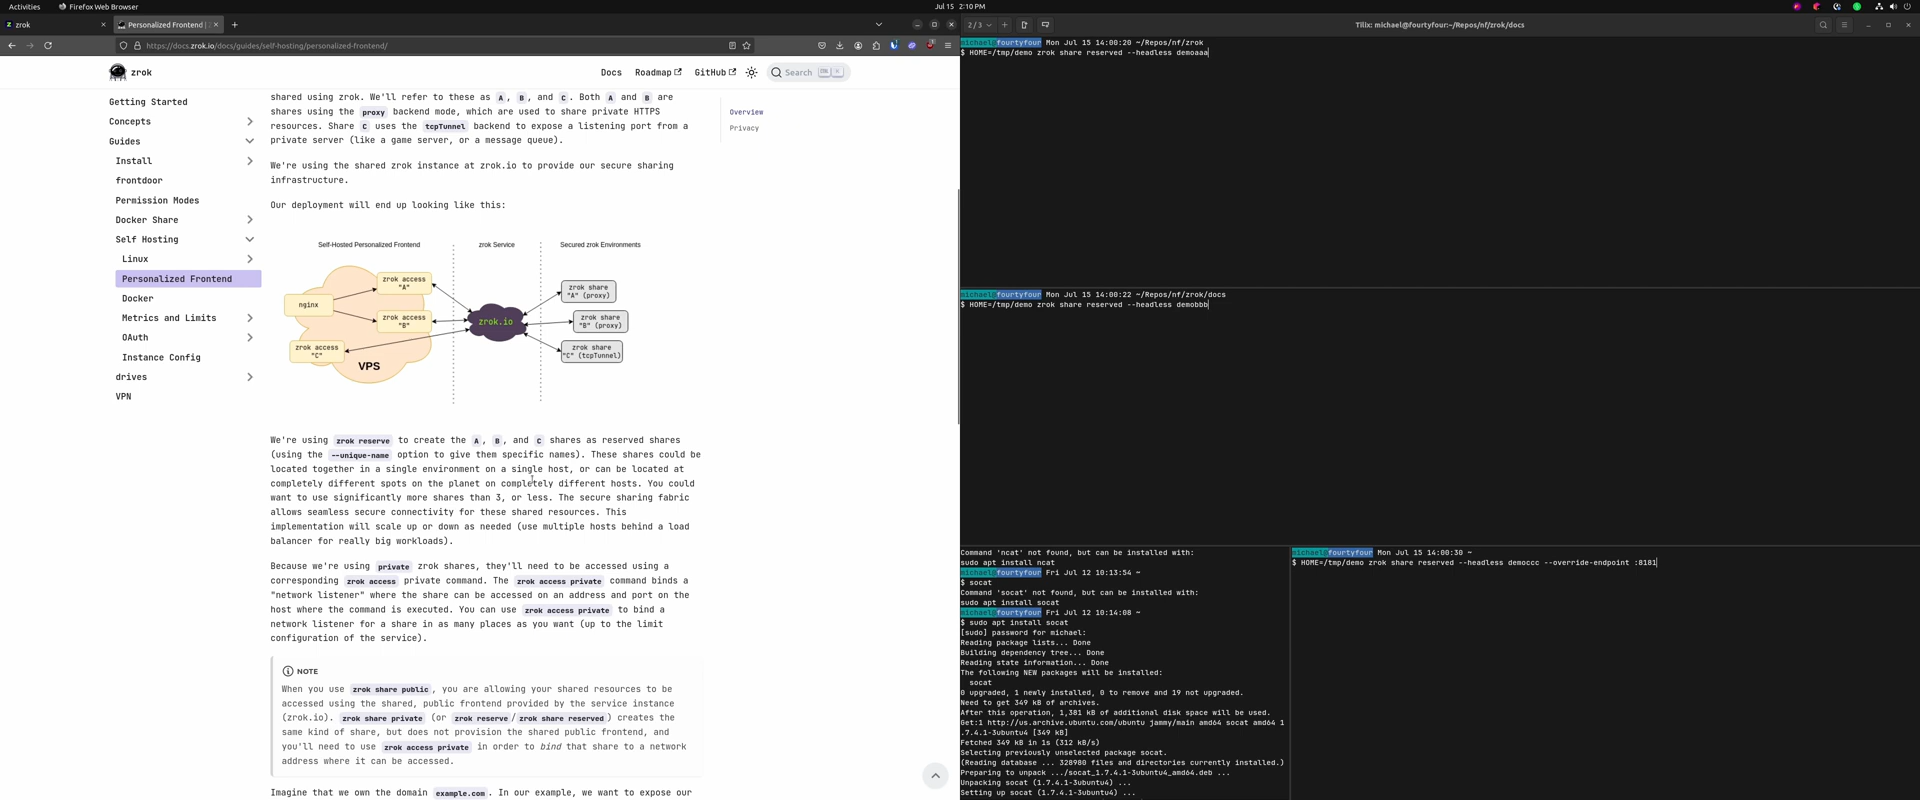 Activities
Firefox Web Browser
Jul 15 2:10 PM
zrok
Personalized Frontend |
https://docs.zrok.io/docs/guides/self-hosting/personalized-frontend/
zrok
Docs
Roadmap
GitHub
Search
Getting Started
Concepts
Guides
Install
frontdoor
Permission Modes
Docker Share
Self Hosting
Linux
Personalized Frontend
Docker
Metrics and Limits
OAuth
Instance Config
drives
VPN
shared using zrok. We'll refer to these as A, B, and C. Both A and B are
shares using the proxy backend mode, which are used to share private HTTPS
resources. Share C uses the tcpTunnel backend to expose a listening port from a
private server (like a game server, or a message queue).
We're using the shared zrok instance at zrok.io to provide our secure sharing
infrastructure.
Our deployment will end up looking like this:
Self-Hosted Personalized Frontend
zrok Service
Secured zrok Environments
nginx
zrok access
"A"
zrok access
"B"
zrok access
"C"
VPS
zrok.io
zrok share
"A" (proxy)
zrok share
"B" (proxy)
zrok share
"C" (tcpTunnel)
We're using zrok reserve to create the A, B, and C shares as reserved shares
(using the --unique-name option to give them specific names). These shares could be
located together in a single environment on a single host, or can be located at
completely different spots on the planet on completely different hosts. You could
want to use significantly more shares than 3, or less. The secure sharing fabric
allows seamless secure connectivity for these shared resources. This
implementation will scale up or down as needed (use multiple hosts behind a load
balancer for really big workloads).
Because we're using private zrok shares, they'll need to be accessed using a
corresponding zrok access private command. The zrok access private command binds a
"network listener" where the share can be accessed on an address and port on the
host where the command is executed. You can use zrok access private to bind a
network listener for a share in as many places as you want (up to the limit
configuration of the service).
NOTE
When you use zrok share public, you are allowing your shared resources to be
accessed using the shared, public frontend provided by the service instance
(zrok.io). zrok share private (or zrok reserve/zrok share reserved) creates the
same kind of share, but does not provision the shared public frontend, and
you'll need to use zrok access private in order to bind that share to a network
address where it can be accessed.
Imagine that we own the domain example.com. In our example, we want to expose our
Overview
Privacy
2/3
Tilix: michael@fourtyfour:~/Repos/nf/zrok/docs
michael@fourtyfour Mon Jul 15 14:00:20 ~/Repos/nf/zrok
$ HOME=/tmp/demo zrok share reserved --headless demoaaa
michael@fourtyfour Mon Jul 15 14:00:22 ~/Repos/nf/zrok/docs
$ HOME=/tmp/demo zrok share reserved --headless demobbb
Command 'ncat' not found, but can be installed with:
sudo apt install ncat
michael@fourtyfour Fri Jul 12 10:13:54 ~
$ socat
Command 'socat' not found, but can be installed with:
sudo apt install socat
michael@fourtyfour Fri Jul 12 10:14:08 ~
$ sudo apt install socat
[sudo] password for michael:
Reading package lists... Done
Building dependency tree... Done
Reading state information... Done
The following NEW packages will be installed:
socat
0 upgraded, 1 newly installed, 0 to remove and 19 not upgraded.
Need to get 349 kB of archives.
After this operation, 1,381 kB of additional disk space will be used.
Get:1 http://us.archive.ubuntu.com/ubuntu jammy/main amd64 socat amd64 1
.7.4.1-3ubuntu4 [349 kB]
Fetched 349 kB in 1s (312 kB/s)
Selecting previously unselected package socat.
(Reading database ... 328980 files and directories currently installed.)
Preparing to unpack .../socat_1.7.4.1-3ubuntu4_amd64.deb ...
Unpacking socat (1.7.4.1-3ubuntu4) ...
Setting up socat (1.7.4.1-3ubuntu4) ...
michael@fourtyfour Mon Jul 15 14:00:30 ~
$ HOME=/tmp/demo zrok share reserved --headless democcc --override-endpoint :8181